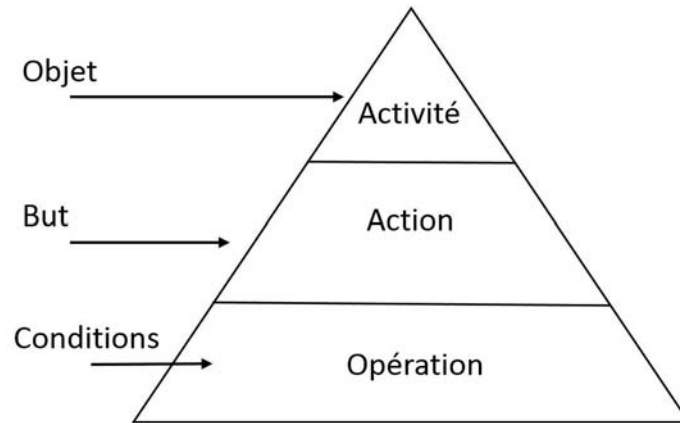 Objet
Activité
But
Action
Conditions
Opération